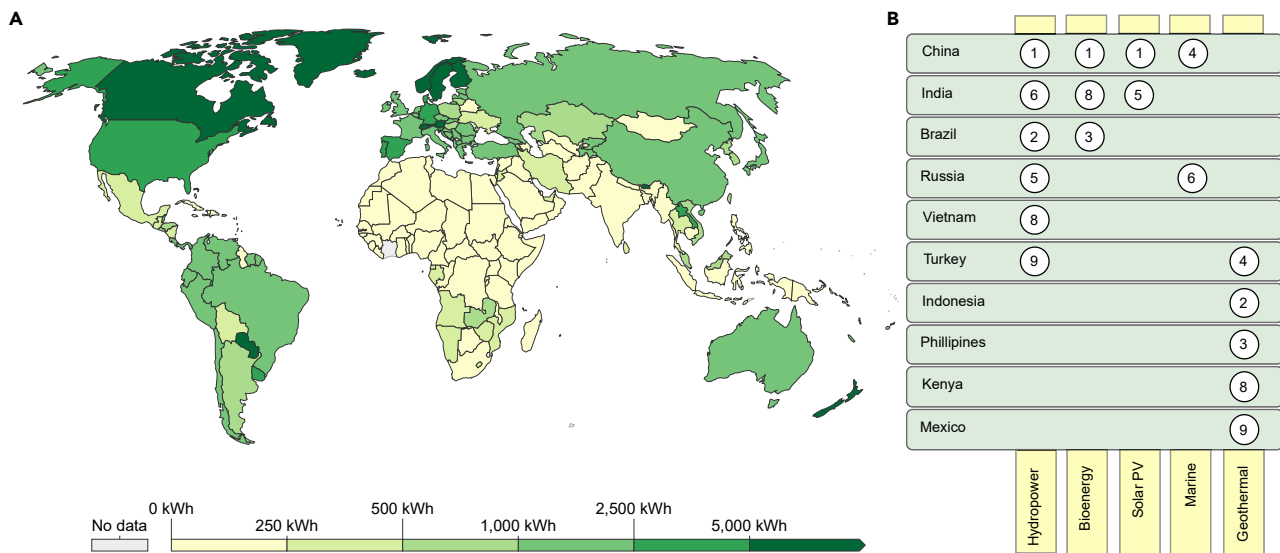 A
No data
0 kWh
250 kWh
500 kWh
1,000 kWh
2,500 kWh
5,000 kWh
B
China 1 1 1 4
India 6 8 5
Brazil 2 3
Russia 5 6
Vietnam 8
Turkey 9 4
Indonesia 2
Phillipines 3
Kenya 8
Mexico 9
Hydropower
Bioenergy
Solar PV
Marine
Geothermal